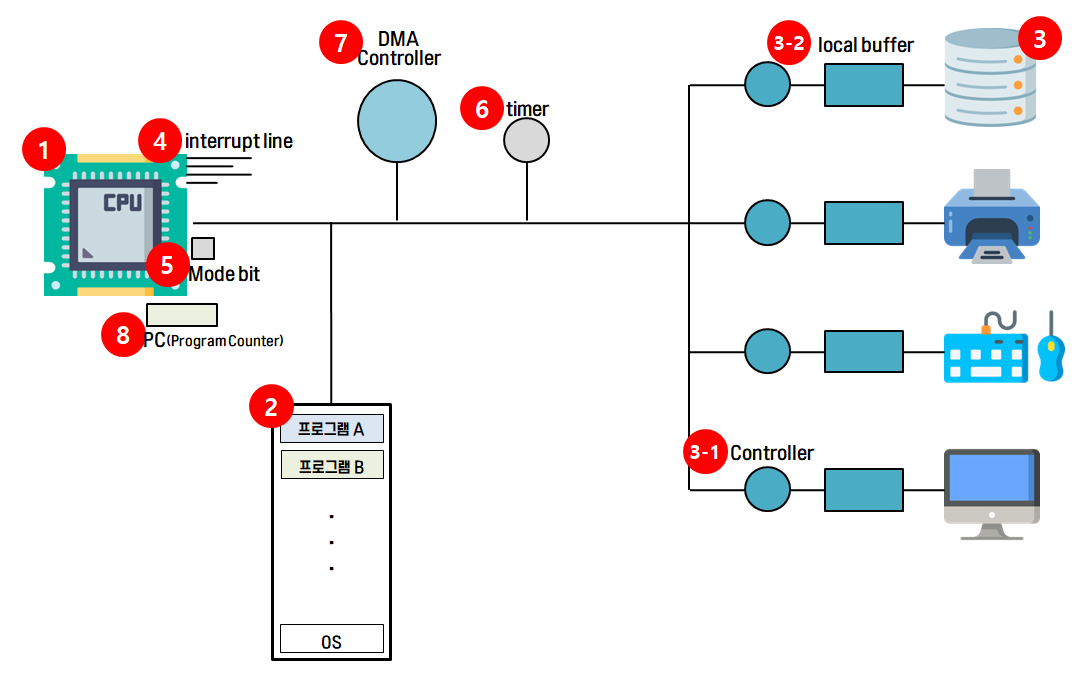 7
DMA
Controller
6
timer
3-2
local buffer
3
1
4
interrupt line
CPU
5
Mode bit
8
PC(Program Counter)
2
프로그램 A
프로그램 B
.
.
.
OS
3-1
Controller